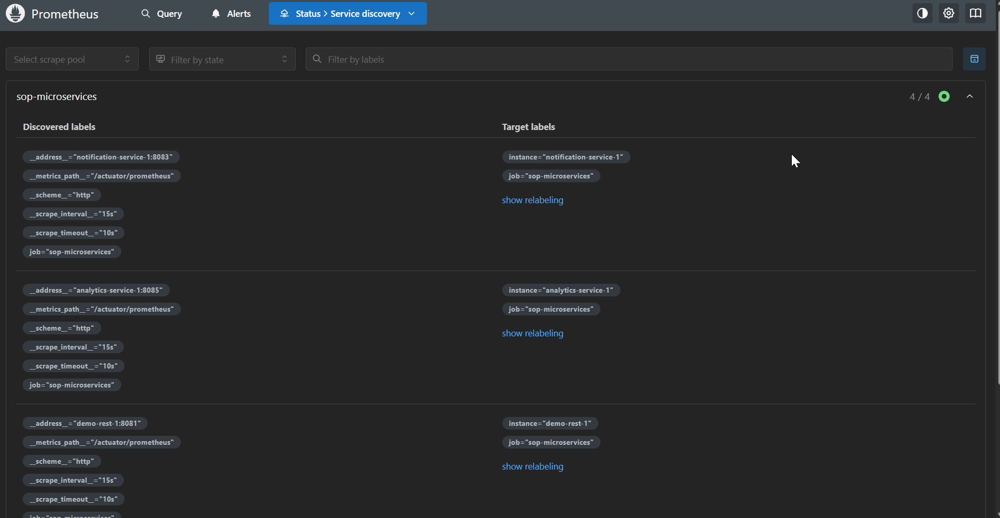 Prometheus
Query
Alerts
Status > Service discovery
Select scrape pool
Filter by state
Filter by labels
sop-microservices
4 / 4
Discovered labels
Target labels
__address__="notification-service-1:8083"
__metrics_path__="/actuator/prometheus"
__scheme__="http"
__scrape_interval__="15s"
__scrape_timeout__="10s"
job="sop-microservices"
instance="notification-service-1"
job="sop-microservices"
show relabeling
__address__="analytics-service-1:8085"
__metrics_path__="/actuator/prometheus"
__scheme__="http"
__scrape_interval__="15s"
__scrape_timeout__="10s"
job="sop-microservices"
instance="analytics-service-1"
job="sop-microservices"
show relabeling
__address__="demo-rest-1:8081"
__metrics_path__="/actuator/prometheus"
__scheme__="http"
__scrape_interval__="15s"
__scrape_timeout__="10s"
job="sop-microservices"
instance="demo-rest-1"
job="sop-microservices"
show relabeling